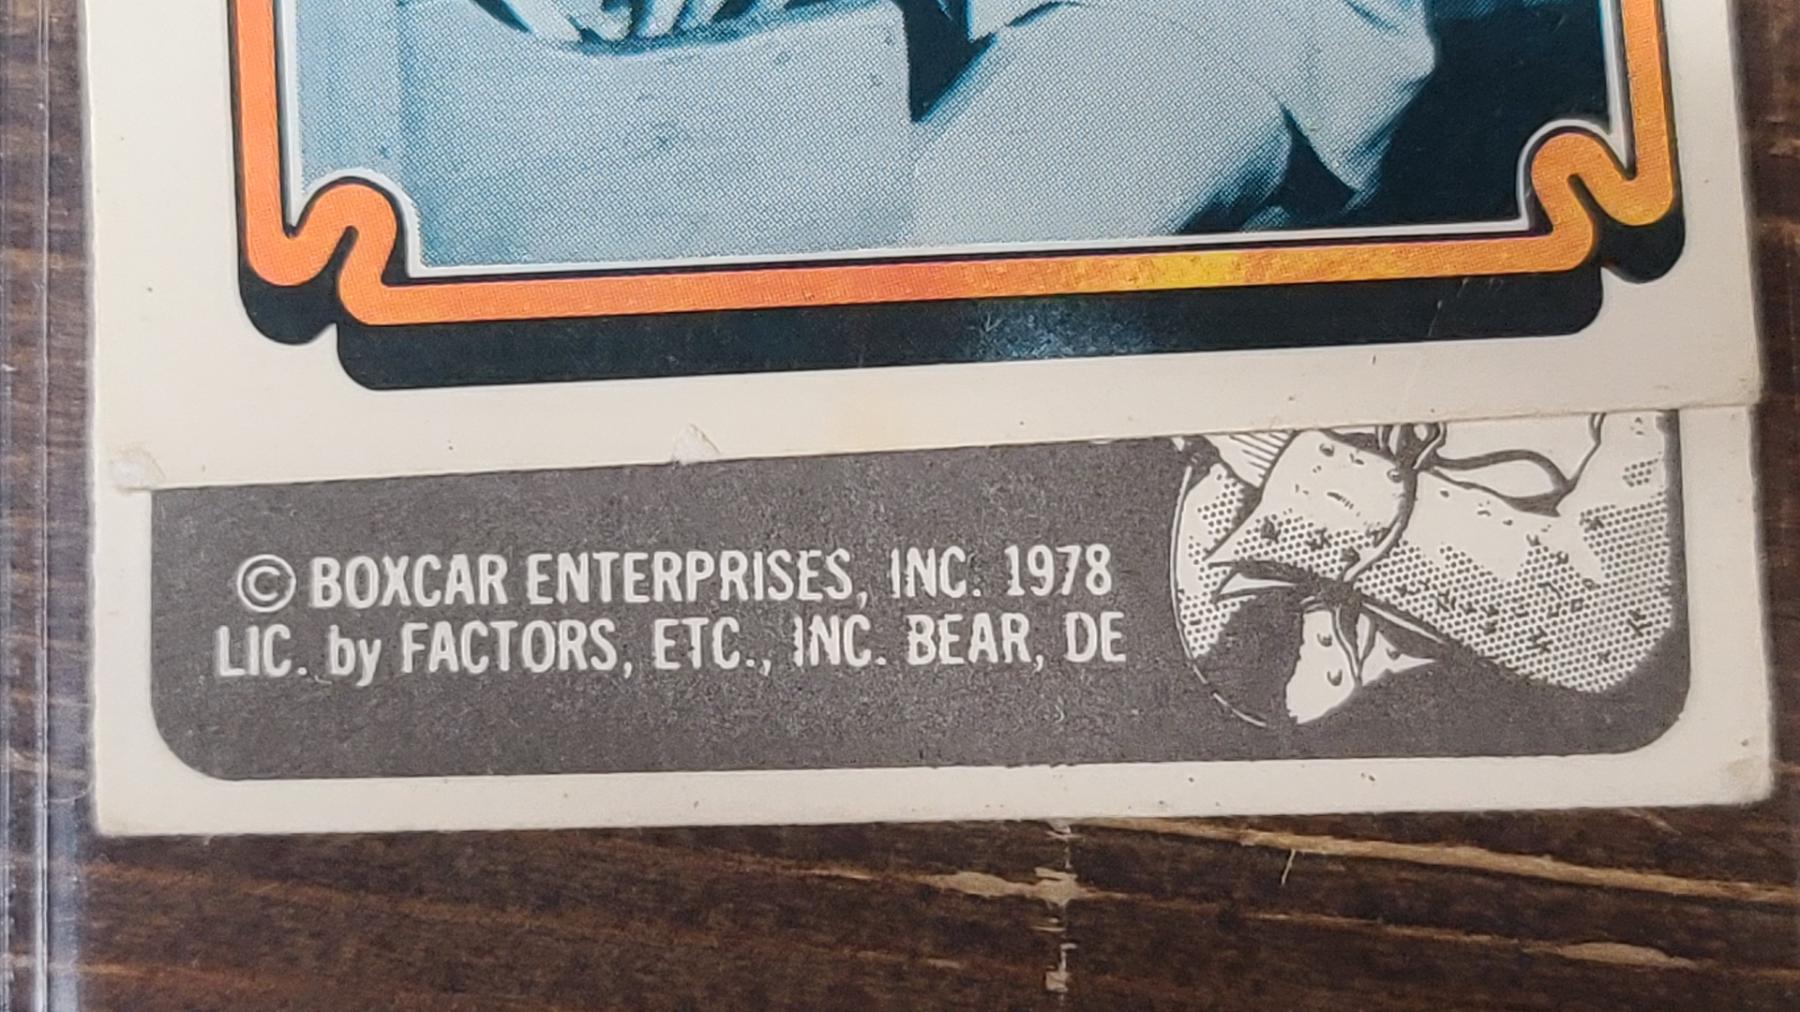 © BOXCAR ENTERPRISES, INC. 1978
LIC. by FACTORS, ETC., INC. BEAR, DE